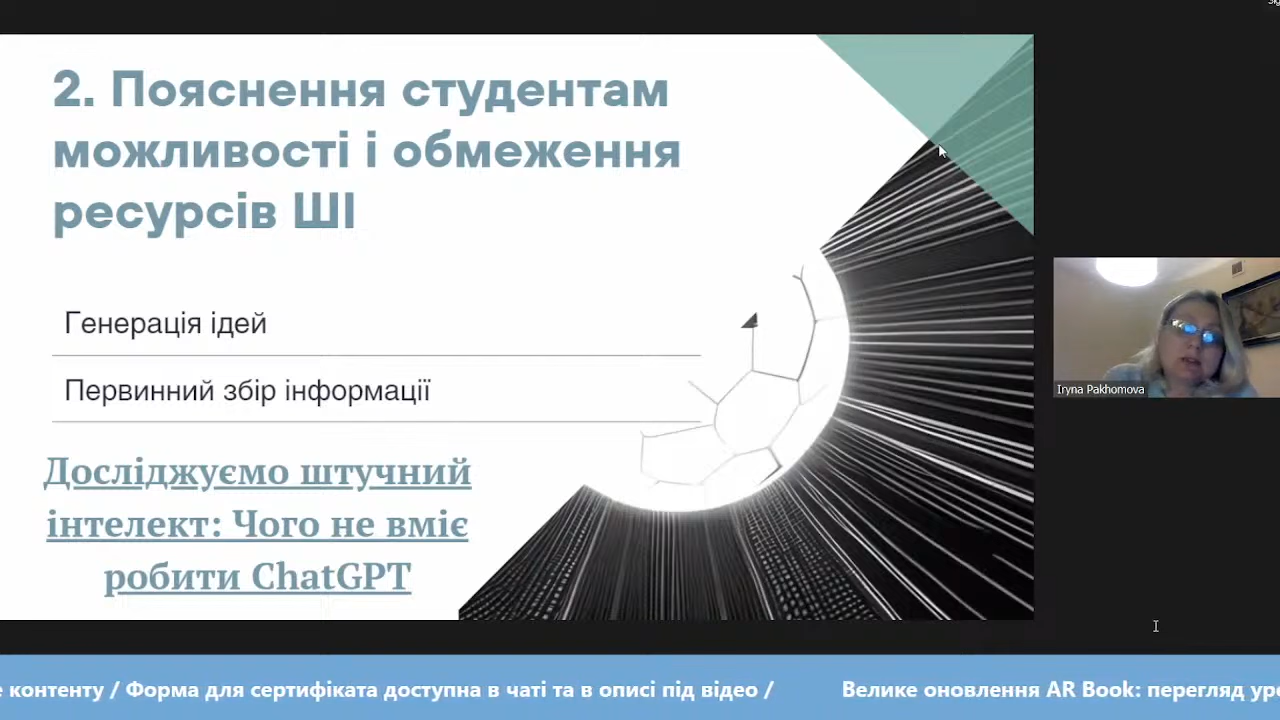 2. Пояснення студентам
можливості і обмеження
ресурсів ШІ
Генерація ідей
Первинний збір інформації
Досліджуємо штучний
інтелект: Чого не вміє
робити ChatGPT
Iryna Pakhomova
контенту / Форма для сертифіката доступна в чаті та в описі під відео /
Велике оновлення AR Book: перегляд